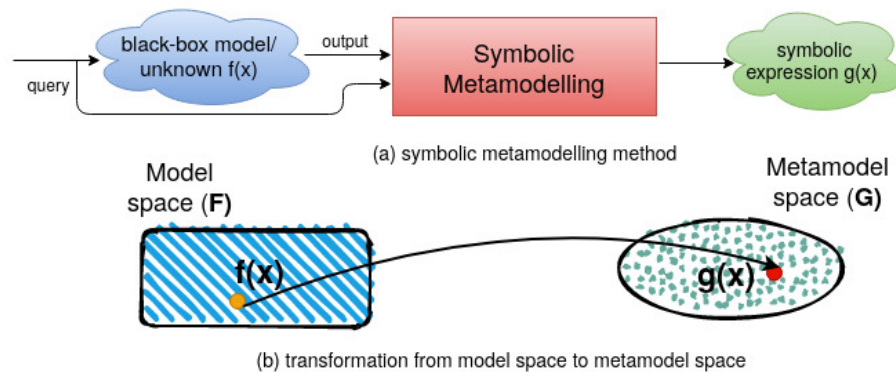 black-box model/
unknown f(x)
output
query
Symbolic
Metamodelling
symbolic
expression g(x)
(a) symbolic metamodelling method
Model
space (F)
Metamodel
space (G)
f(x)
g(x)
(b) transformation from model space to metamodel space